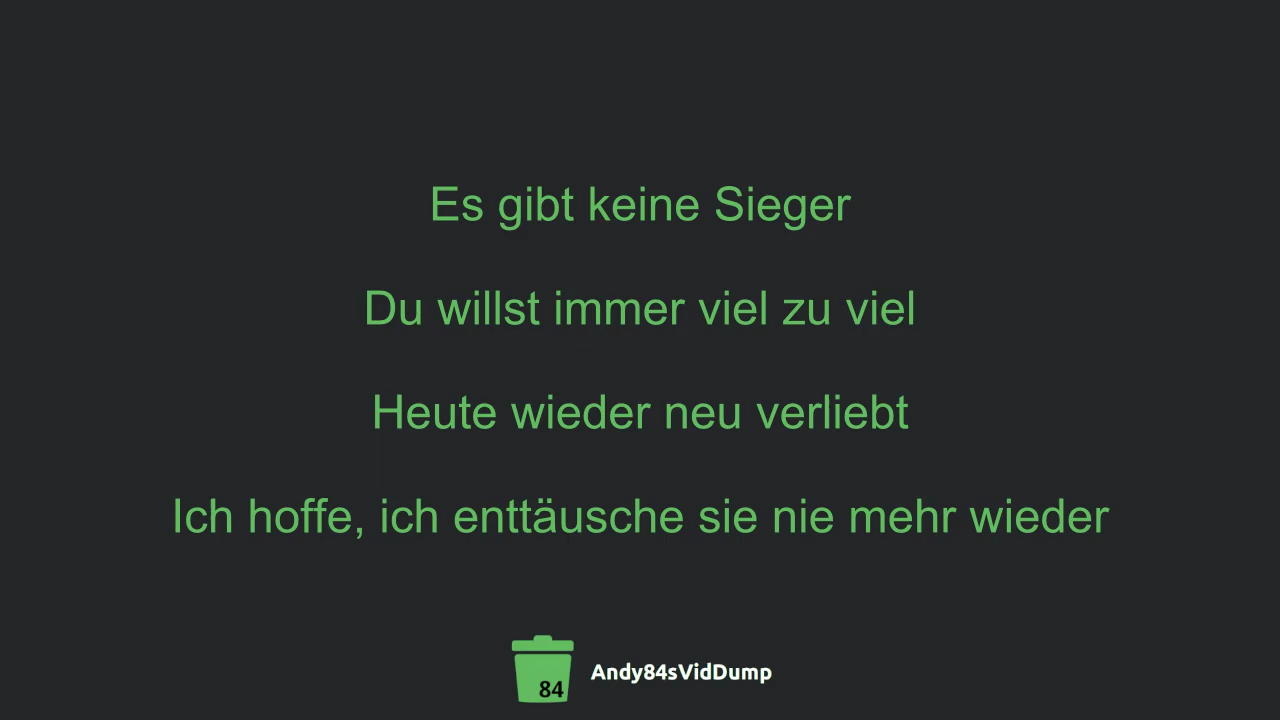 Es gibt keine Sieger
Du willst immer viel zu viel
Heute wieder neu verliebt
Ich hoffe, ich enttäusche sie nie mehr wieder
84 Andy84sVidDump